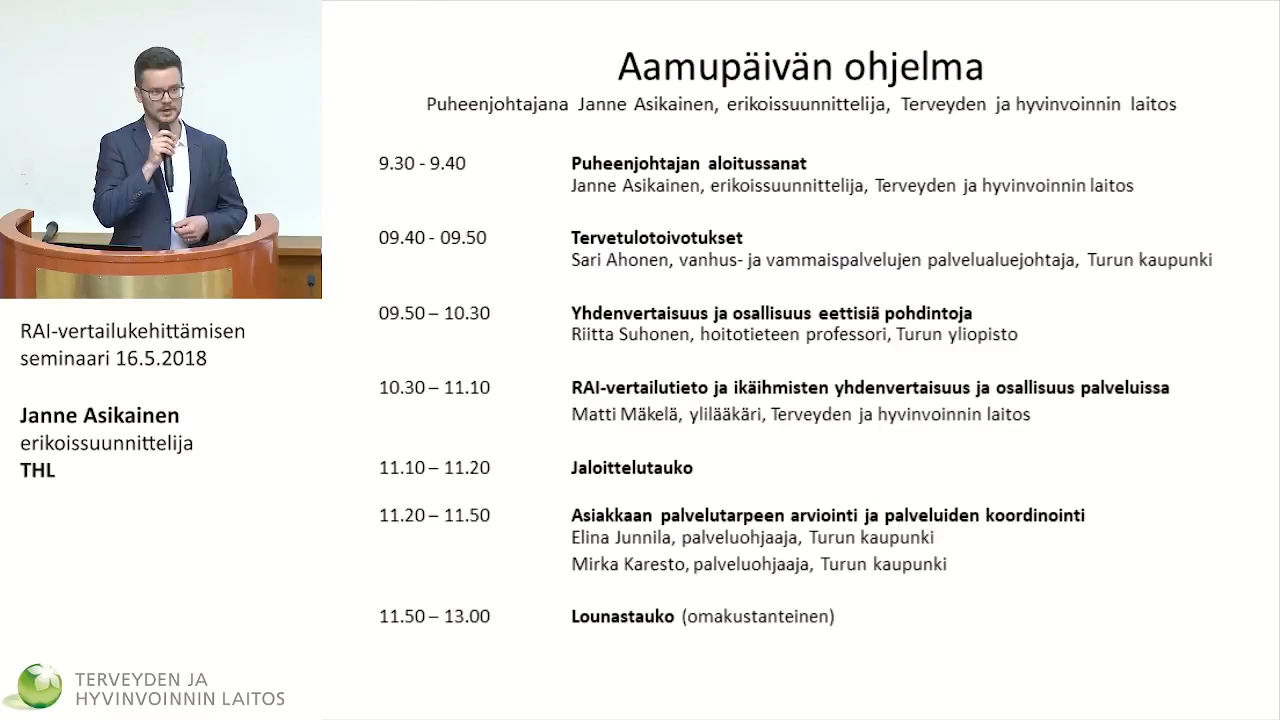 Aamupäivän ohjelma
Puheenjohtajana Janne Asikainen, erikoissuunnittelija, Terveyden ja hyvinvoinnin laitos
9.30 - 9.40 Puheenjohtajan aloitussanat
Janne Asikainen, erikoissuunnittelija, Terveyden ja hyvinvoinnin laitos
09.40 - 09.50 Tervetulotoivotukset
Sari Ahonen, vanhus- ja vammaispalvelujen palvelualuejohtaja, Turun kaupunki
09.50 – 10.30 Yhdenvertaisuus ja osallisuus eettisiä pohdintoja
Riitta Suhonen, hoitotieteen professori, Turun yliopisto
10.30 – 11.10 RAI-vertailutieto ja ikäihmisten yhdenvertaisuus ja osallisuus palveluissa
Matti Mäkelä, ylilääkäri, Terveyden ja hyvinvoinnin laitos
11.10 – 11.20 Jaloittelutauko
11.20 – 11.50 Asiakkaan palvelutarpeen arviointi ja palveluiden koordinointi
Elina Junnila, palveluohjaaja, Turun kaupunki
Mirka Karesto, palveluohjaaja, Turun kaupunki
11.50 – 13.00 Lounastauko (omakustanteinen)
RAI-vertailukehittämisen
seminaari 16.5.2018
Janne Asikainen
erikoissuunnittelija
THL
TERVEYDEN JA
HYVINVOINNIN LAITOS